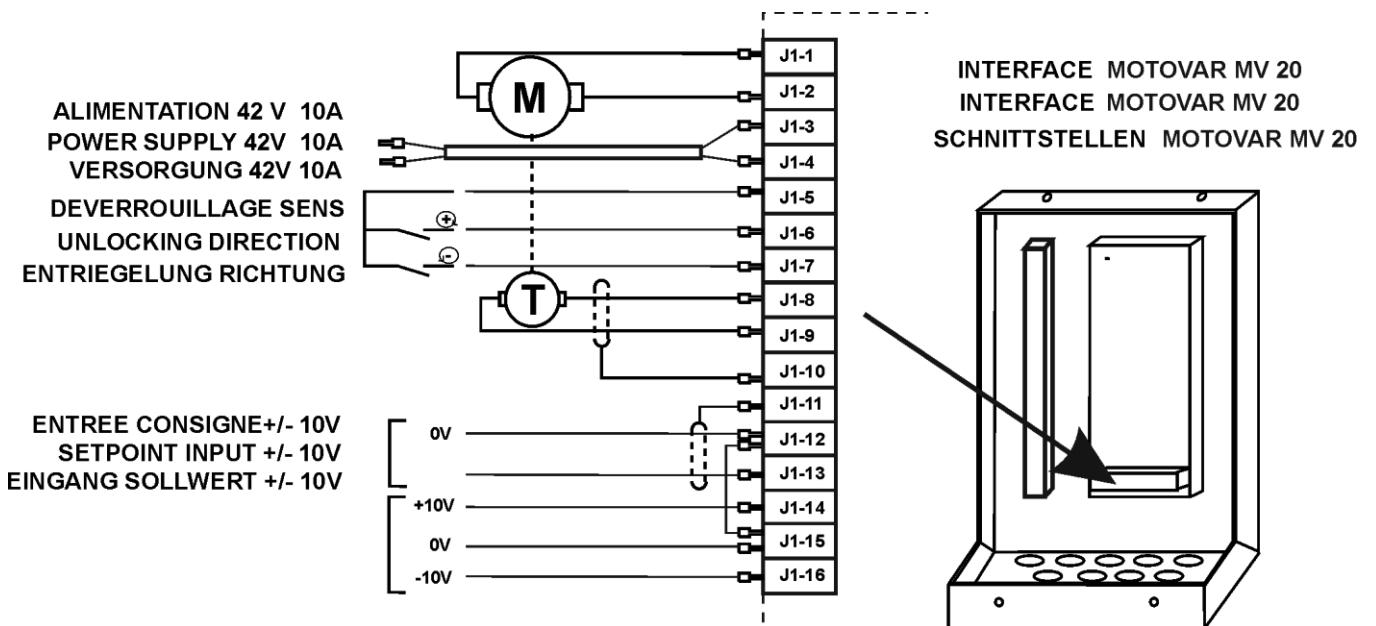 ALIMENTATION 42 V 10A
POWER SUPPLY 42V 10A
VERSORGUNG 42V 10A
DEVERROUILLAGE SENS
UNLOCKING DIRECTION
ENTRIEGELUNG RICHTUNG
ENTREE CONSIGNE+/- 10V
SETPOINT INPUT +/- 10V
EINGANG SOLLWERT +/- 10V
M
+
-
T
0V
+10V
0V
-10V
J1-1
J1-2
J1-3
J1-4
J1-5
J1-6
J1-7
J1-8
J1-9
J1-10
J1-11
J1-12
J1-13
J1-14
J1-15
J1-16
INTERFACE MOTOVAR MV 20
INTERFACE MOTOVAR MV 20
SCHNITTSTELLEN MOTOVAR MV 20